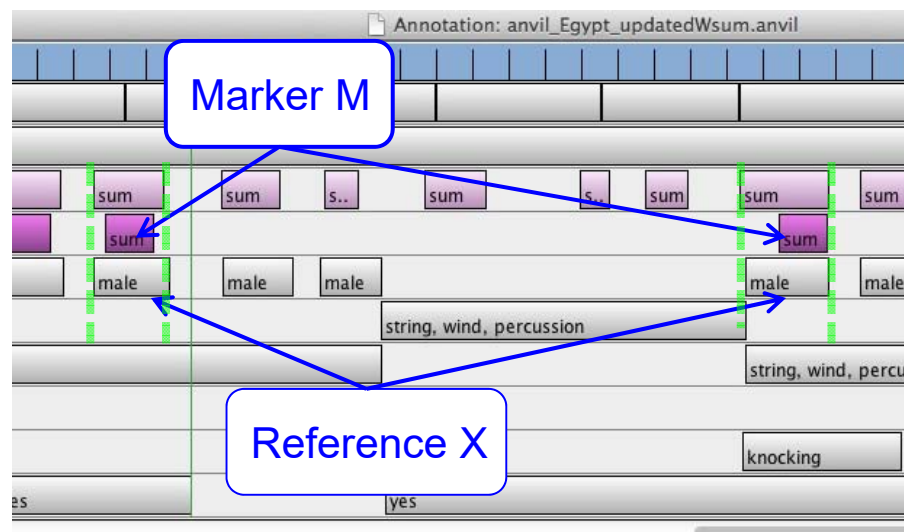 Annotation: anvil_Egypt_updatedWsum.anvil
Marker M
sum sum s.. sum s.. sum sum sum
sum sum
male male male male male
string, wind, percussion
string, wind, percu
Reference X
knocking
es yes